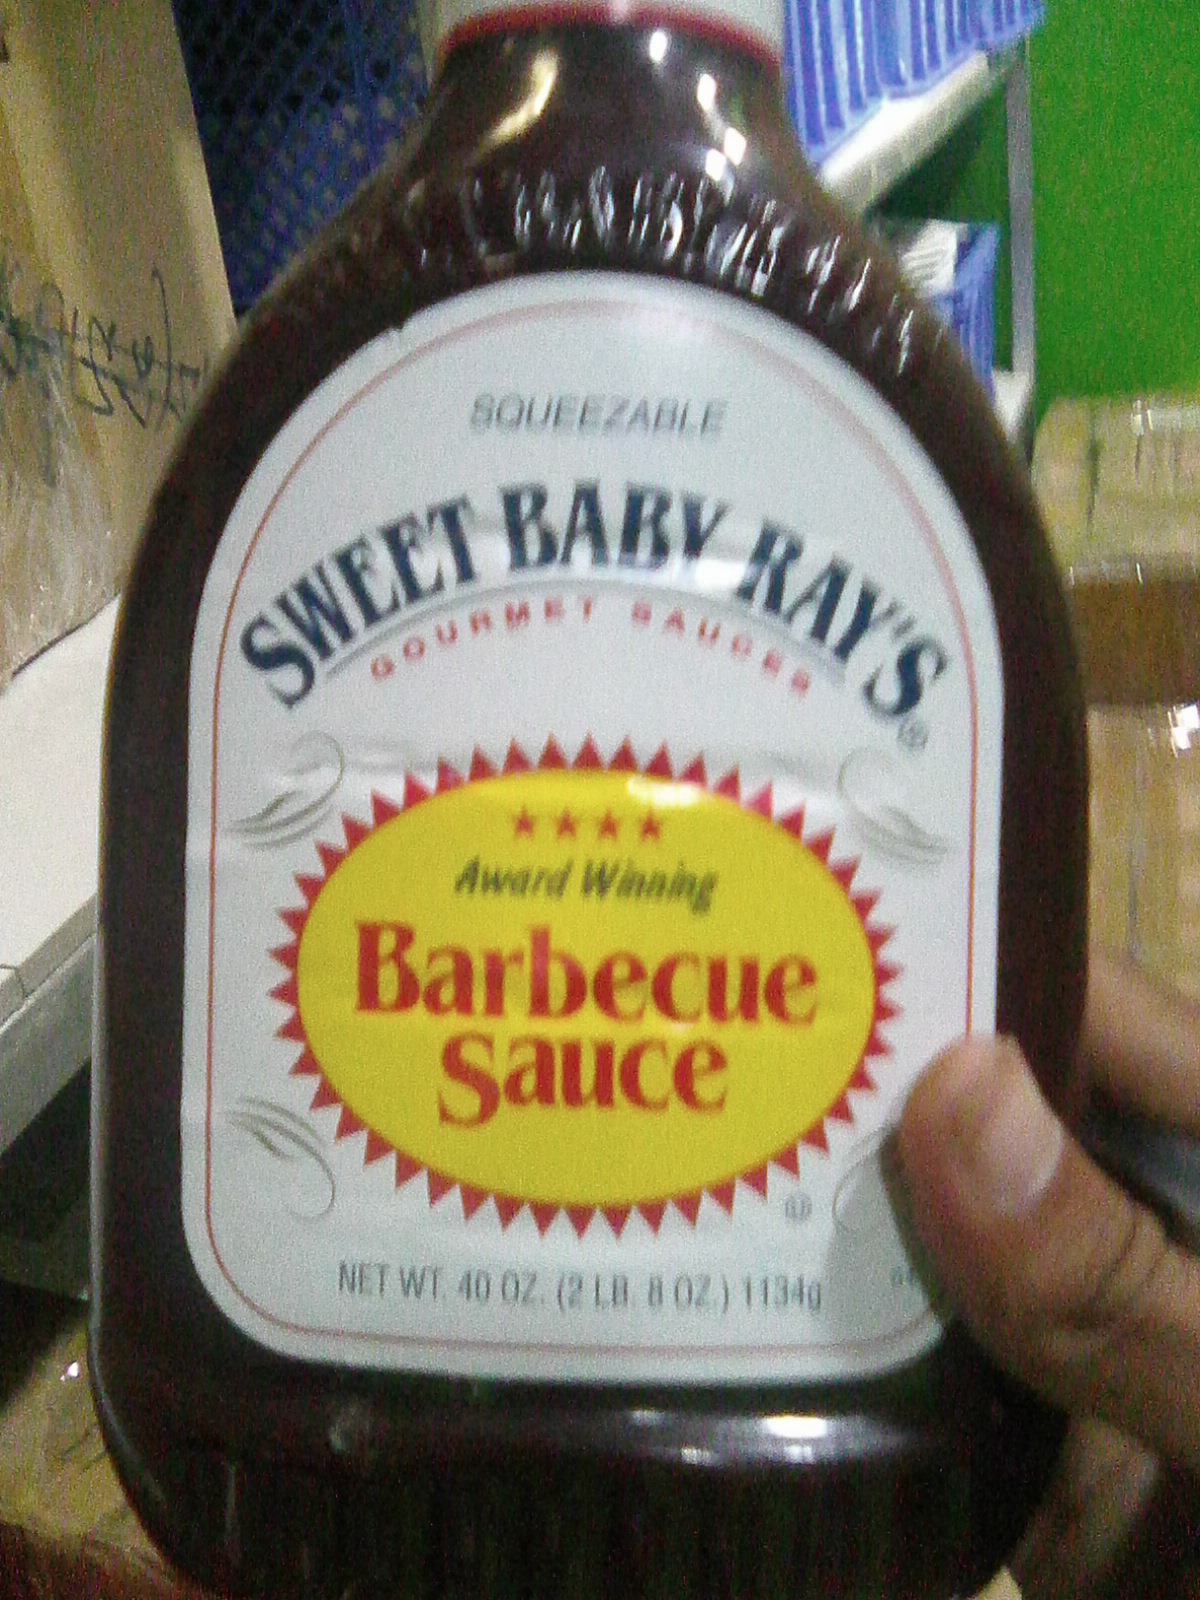 SQUEEZABLE
SWEET BABY RAY'S®
GOURMET SAUCES
Award Winning
Barbecue
Sauce
NET WT. 40 OZ. (2 LB. 8 OZ.) 1134g